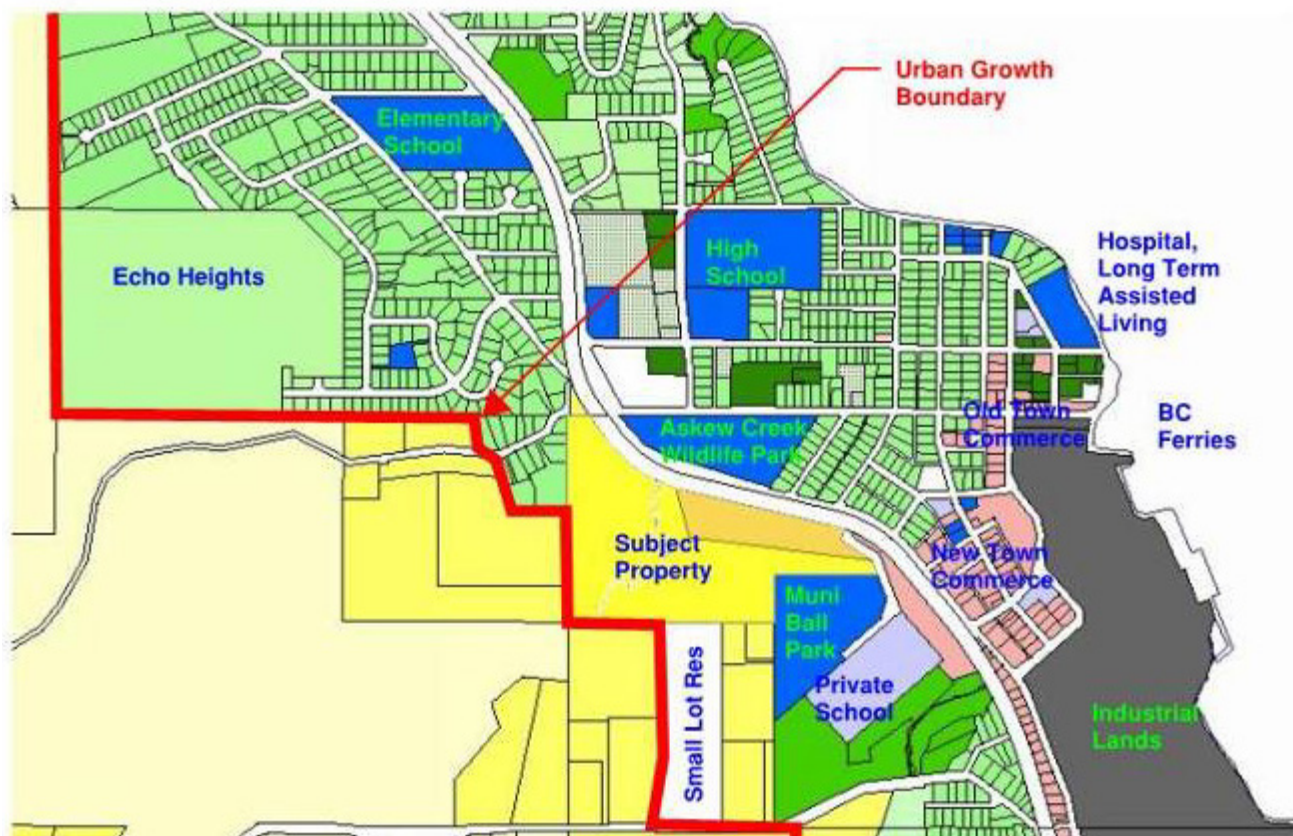 Urban Growth
Boundary
Elementary
School
Echo Heights
High
School
Hospital,
Long Term
Assisted
Living
Askew Creek
Wildlife Park
Old Town
Commerce
BC
Ferries
Subject
Property
New Town
Commerce
Muni
Ball
Park
Private
School
Small Lot Res
Industrial
Lands